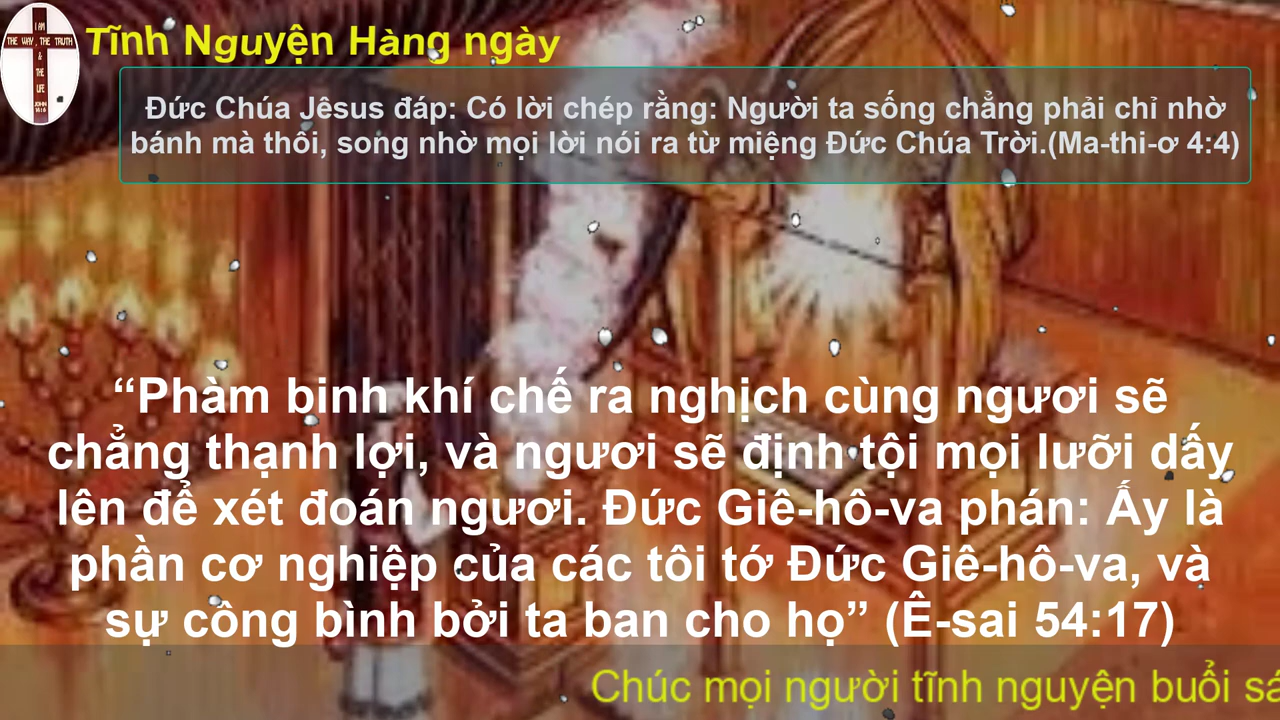 I AM
THE WAY, THE TRUTH
&
THE
LIFE
JOHN
Tĩnh Nguyện Hàng ngày
Đức Chúa Jêsus đáp: Có lời chép rằng: Người ta sống chẳng phải chỉ nhờ
bánh mà thôi, song nhờ mọi lời nói ra từ miệng Đức Chúa Trời.(Ma-thi-ơ 4:4)
“Phàm binh khí chế ra nghịch cùng ngươi sẽ
chẳng thạnh lợi, và ngươi sẽ định tội mọi lưỡi dấy
lên để xét đoán ngươi. Đức Giê-hô-va phán: Ấy là
phần cơ nghiệp của các tôi tớ Đức Giê-hô-va, và
sự công bình bởi ta ban cho họ” (Ê-sai 54:17)
Chúc mọi người tĩnh nguyện buổi sá